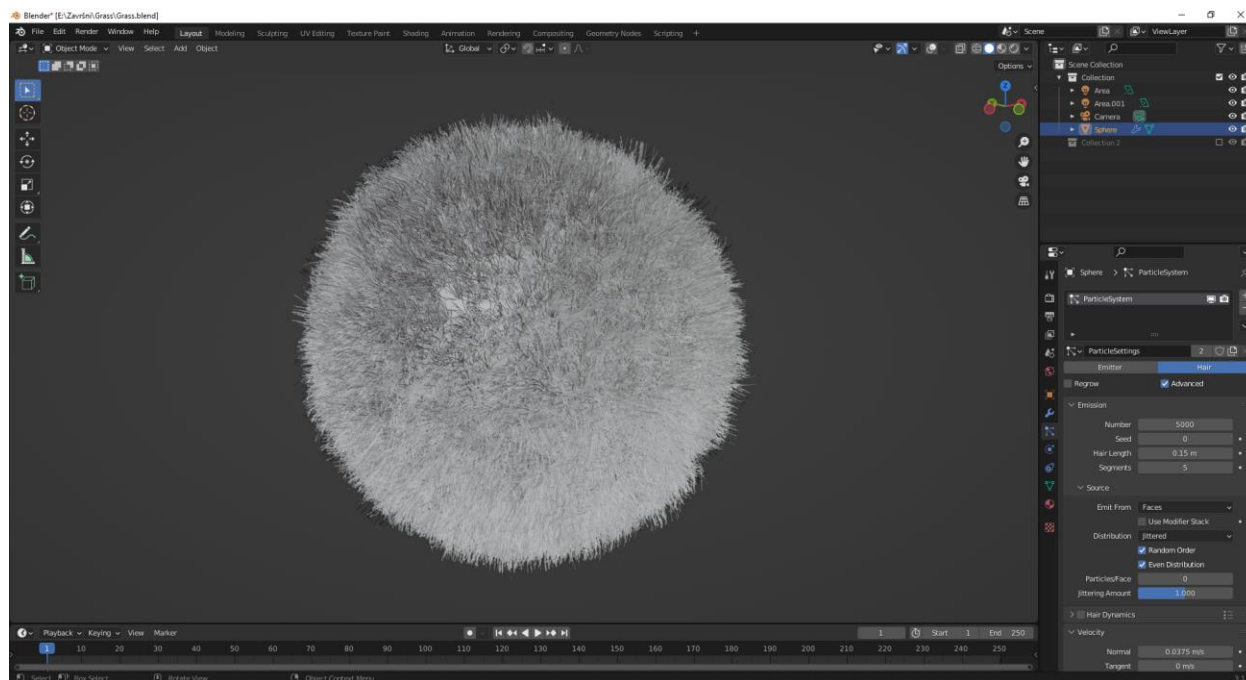 Blender* [E:\Završni\Grass\Grass.blend]
File Edit Render Window Help Layout Modeling Sculpting UV Editing Texture Paint Shading Animation Rendering Compositing Geometry Nodes Scripting + Scene ViewLayer
Object Mode View Select Add Object Global
Options
Scene Collection
Collection
Area
Area.001
Camera
Sphere
Collection 2
Z
Sphere > ParticleSystem
ParticleSystem
ParticleSettings 2
Emitter Hair
Regrow Advanced
Emission
Number 5000
Seed 0
Hair Length 0.15 m
Segments 5
Source
Emit From Faces
Use Modifier Stack
Distribution Jittered
Random Order
Even Distribution
Particles/Face 0
Jittering Amount 1.000
Hair Dynamics
Velocity
Normal 0.0375 m/s
Tangent 0 m/s
Playback Keying View Marker 1 Start 1 End 250
1 10 20 30 40 50 60 70 80 90 100 110 120 130 140 150 160 170 180 190 200 210 220 230 240 250
Select Box Select Rotate View Object Context Menu